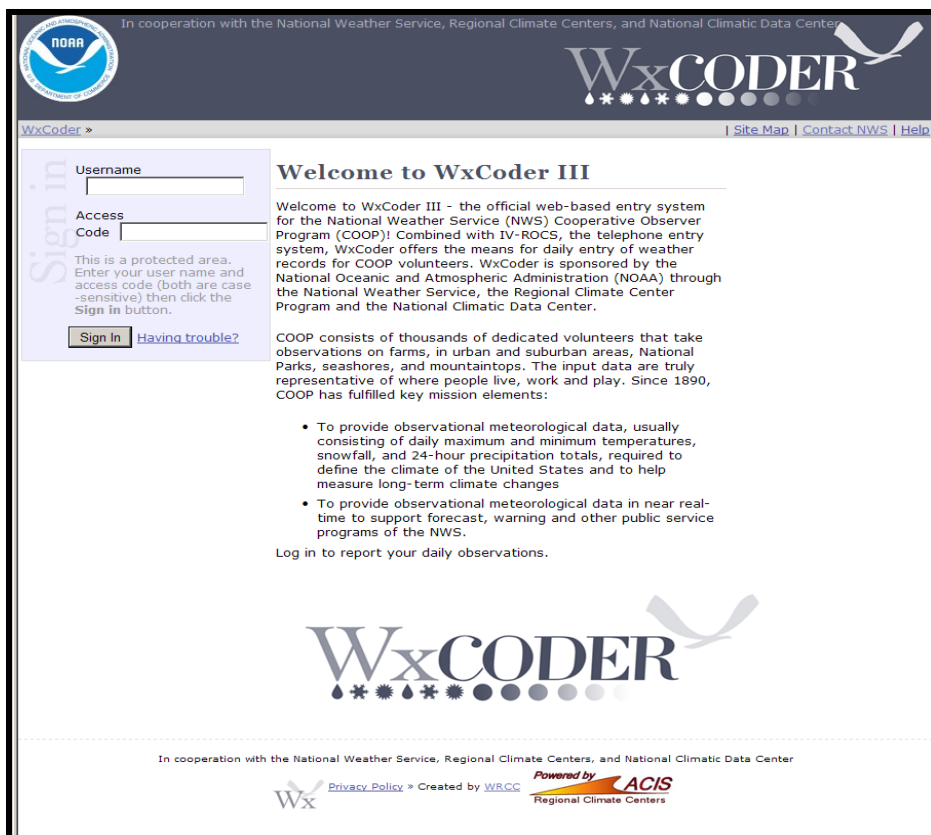 In cooperation with the National Weather Service, Regional Climate Centers, and National Climatic Data Center
NOAA
NATIONAL OCEANIC AND ATMOSPHERIC ADMINISTRATION
U.S. DEPARTMENT OF COMMERCE
WxCODER
WxCoder » | Site Map | Contact NWS | Help
Sign in
Username
Access
Code
This is a protected area.
Enter your user name and
access code (both are case
-sensitive) then click the
Sign in button.
Sign In Having trouble?
Welcome to WxCoder III
Welcome to WxCoder III - the official web-based entry system
for the National Weather Service (NWS) Cooperative Observer
Program (COOP)! Combined with IV-ROCS, the telephone entry
system, WxCoder offers the means for daily entry of weather
records for COOP volunteers. WxCoder is sponsored by the
National Oceanic and Atmospheric Administration (NOAA) through
the National Weather Service, the Regional Climate Center
Program and the National Climatic Data Center.
COOP consists of thousands of dedicated volunteers that take
observations on farms, in urban and suburban areas, National
Parks, seashores, and mountaintops. The input data are truly
representative of where people live, work and play. Since 1890,
COOP has fulfilled key mission elements:
• To provide observational meteorological data, usually
consisting of daily maximum and minimum temperatures,
snowfall, and 24-hour precipitation totals, required to
define the climate of the United States and to help
measure long-term climate changes
• To provide observational meteorological data in near real-
time to support forecast, warning and other public service
programs of the NWS.
Log in to report your daily observations.
WxCODER
In cooperation with the National Weather Service, Regional Climate Centers, and National Climatic Data Center
Wx Privacy Policy » Created by WRCC
Powered by
ACIS
Regional Climate Centers